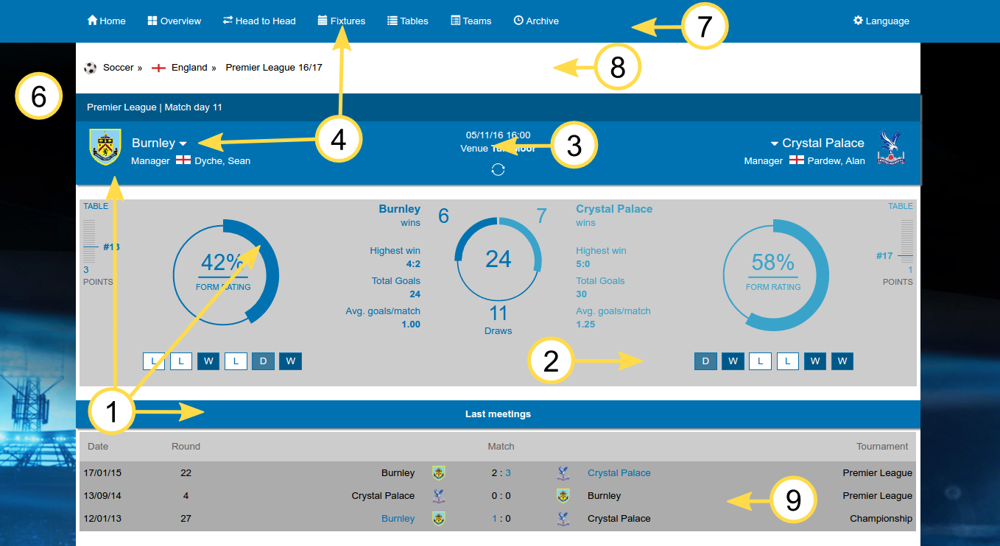 Home Overview Head to Head Fixtures Tables Teams Archive Language
7
8
Soccer » England » Premier League 16/17
6
Premier League | Match day 11
4
3
05/11/16 16:00
Burnley
Crystal Palace
Venue
Manager Dyche, Sean
Manager Pardew, Alan
TABLE
#13
3
POINTS
42%
FORM RATING
Burnley
wins
6
7
Crystal Palace
wins
Highest win
4:2
24
Highest win
5:0
Total Goals
24
Total Goals
30
Avg. goals/match
1.00
11
Draws
Avg. goals/match
1.25
58%
FORM RATING
TABLE
#17
1
POINTS
L L W L D W
2
D W L L W W
1
Last meetings
Date Round Match Tournament
17/01/15 22 Burnley 2 : 3 Crystal Palace Premier League
13/09/14 4 Crystal Palace 0 : 0 Burnley Premier League
9
12/01/13 27 Burnley 1 : 0 Crystal Palace Championship